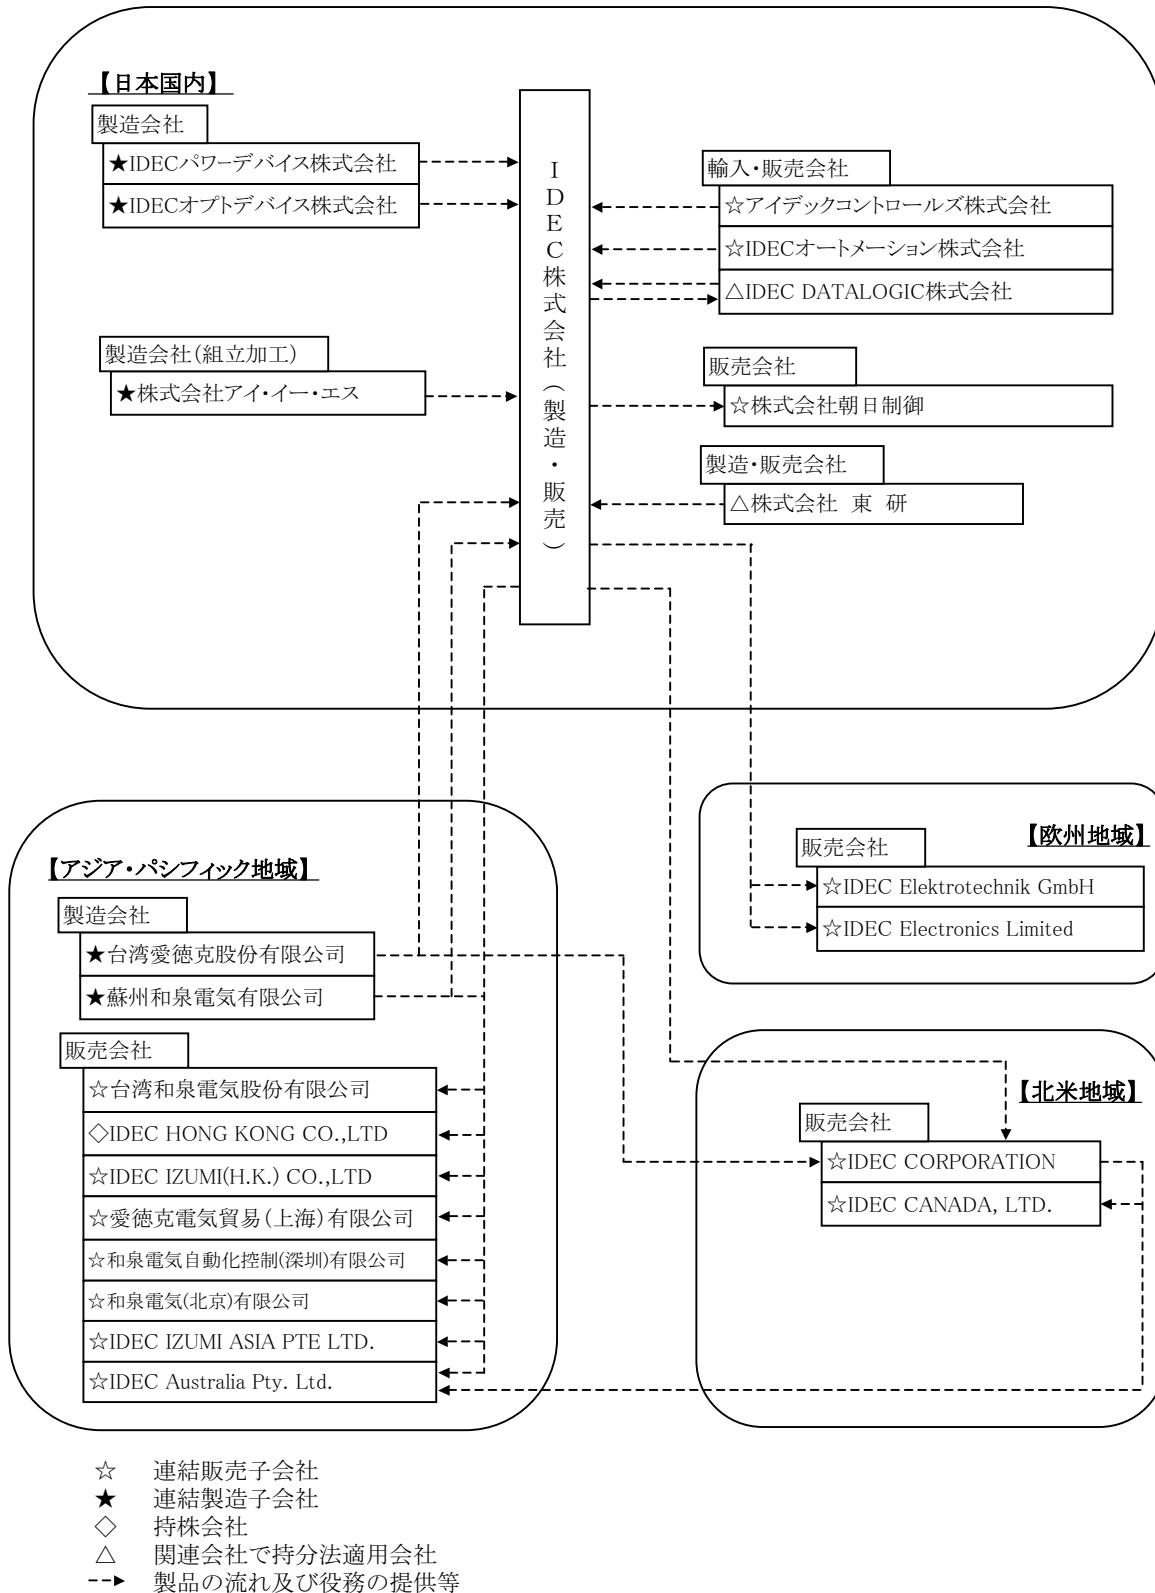 【日本国内】
製造会社
★IDECパワーデバイス株式会社
★IDECオプトデバイス株式会社
製造会社(組立加工)
★株式会社アイ・イー・エス
IDEC株式会社(製造・販売)
輸入・販売会社
☆アイデックコントロールズ株式会社
☆IDECオートメーション株式会社
△IDEC DATALOGIC株式会社
販売会社
☆株式会社朝日制御
製造・販売会社
△株式会社 東 研
【アジア・パシフィック地域】
製造会社
★台湾愛徳克股份有限公司
★蘇州和泉電気有限公司
販売会社
☆台湾和泉電気股份有限公司
◇IDEC HONG KONG CO.,LTD
☆IDEC IZUMI(H.K.) CO.,LTD
☆愛徳克電気貿易(上海)有限公司
☆和泉電気自動化控制(深圳)有限公司
☆和泉電気(北京)有限公司
☆IDEC IZUMI ASIA PTE LTD.
☆IDEC Australia Pty. Ltd.
【欧州地域】
販売会社
☆IDEC Elektrotechnik GmbH
☆IDEC Electronics Limited
【北米地域】
販売会社
☆IDEC CORPORATION
☆IDEC CANADA, LTD.
☆ 連結販売子会社
★ 連結製造子会社
◇ 持株会社
△ 関連会社で持分法適用会社
製品の流れ及び役務の提供等